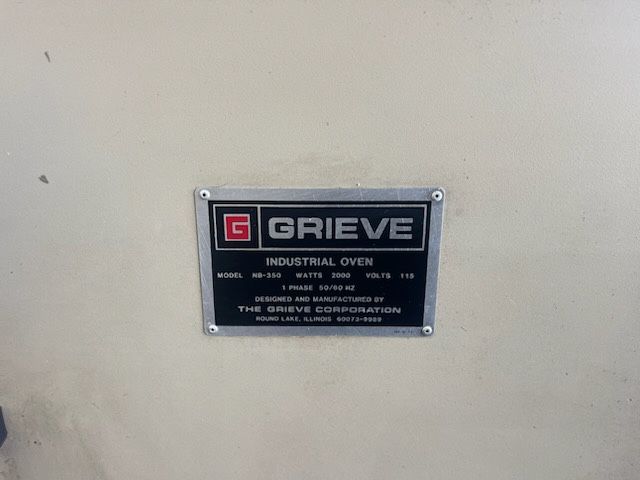 G GRIEVE
INDUSTRIAL OVEN
MODEL NB-350 WATTS 2000 VOLTS 115
1 PHASE 50/60 HZ
DESIGNED AND MANUFACTURED BY
THE GRIEVE CORPORATION
ROUND LAKE, ILLINOIS 60073-9989